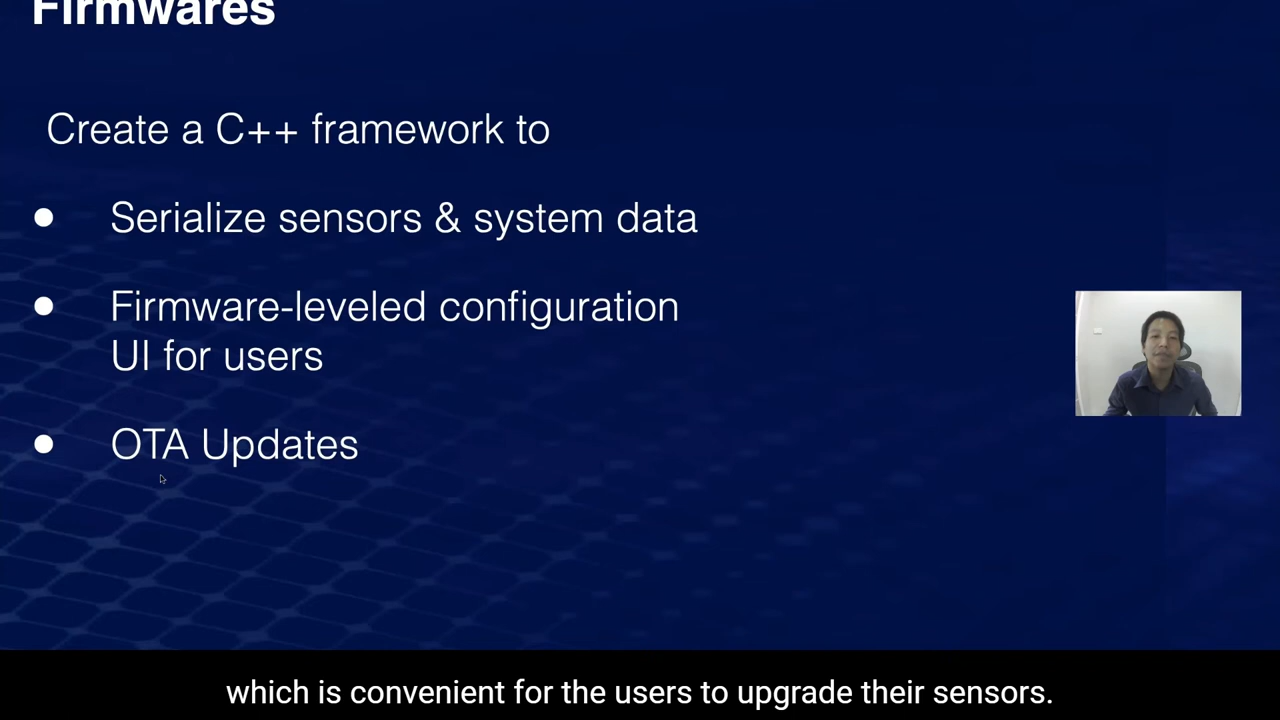 Firmwares
Create a C++ framework to
● Serialize sensors & system data
● Firmware-leveled configuration
UI for users
● OTA Updates
which is convenient for the users to upgrade their sensors.